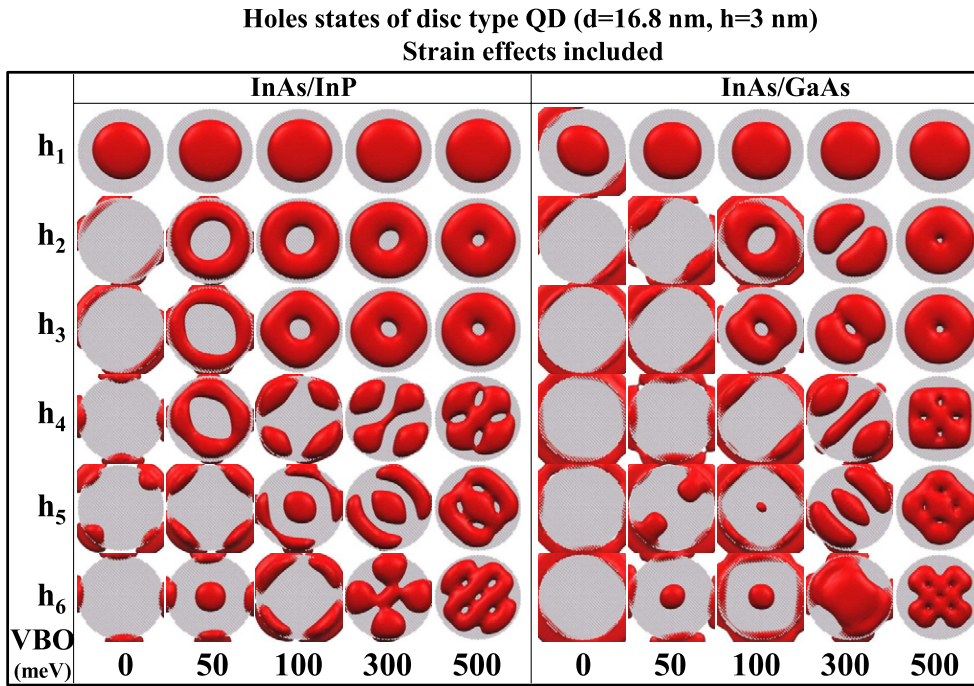 Holes states of disc type QD (d=16.8 nm, h=3 nm)
Strain effects included
InAs/InP InAs/GaAs
h1
h2
h3
h4
h5
h6
VBO
(meV) 0 50 100 300 500 0 50 100 300 500